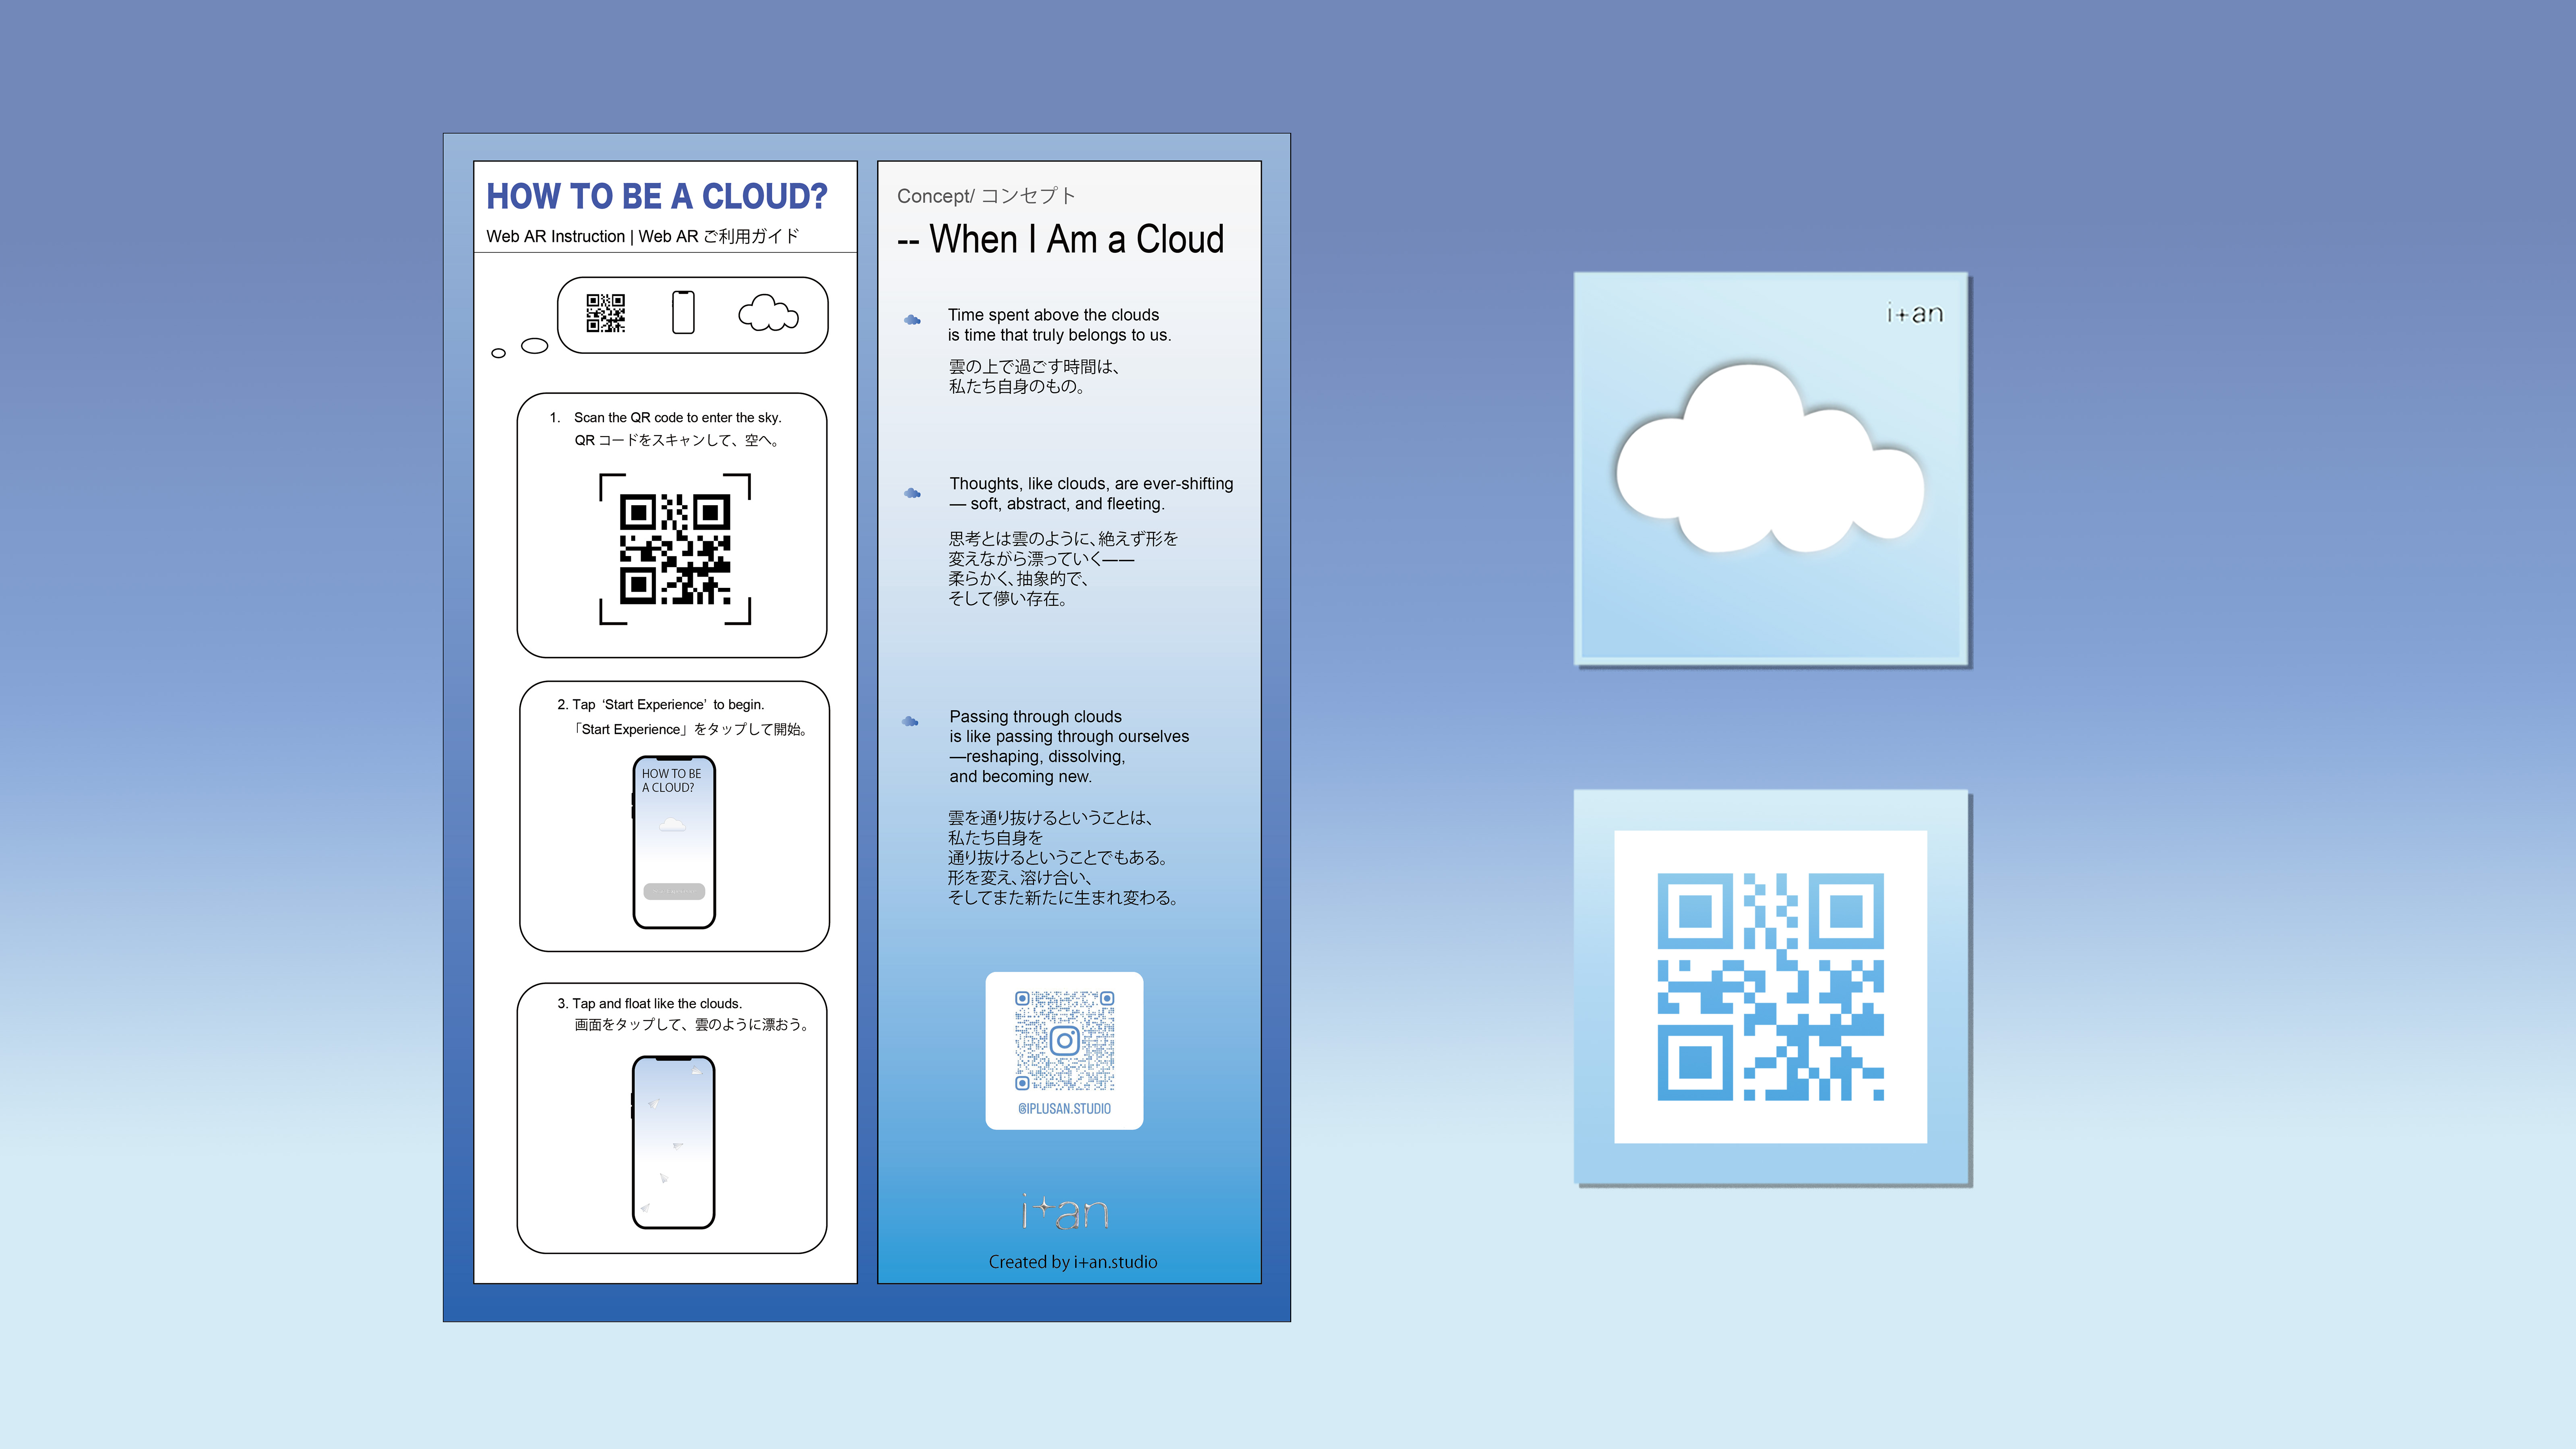 HOW TO BE A CLOUD?
Web AR Instruction | Web AR ご利用ガイド
1. Scan the QR code to enter the sky.
QR コードをスキャンして、空へ。
2. Tap ‘Start Experience’ to begin.
「Start Experience」をタップして開始。
HOW TO BE
A CLOUD?
3. Tap and float like the clouds.
画面をタップして、雲のように漂おう。
Concept/ コンセプト
-- When I Am a Cloud
Time spent above the clouds
is time that truly belongs to us.
雲の上で過ごす時間は、
私たち自身のもの。
Thoughts, like clouds, are ever-shifting
— soft, abstract, and fleeting.
思考とは雲のように、絶えず形を
変えながら漂っていく——
柔らかく、抽象的で、
そして儚い存在。
Passing through clouds
is like passing through ourselves
—reshaping, dissolving,
and becoming new.
雲を通り抜けるということは、
私たち自身を
通り抜けるということでもある。
形を変え、溶け合い、
そしてまた新たに生まれ変わる。
@IPLUSAN.STUDIO
i+an
Created by i+an.studio
i+an